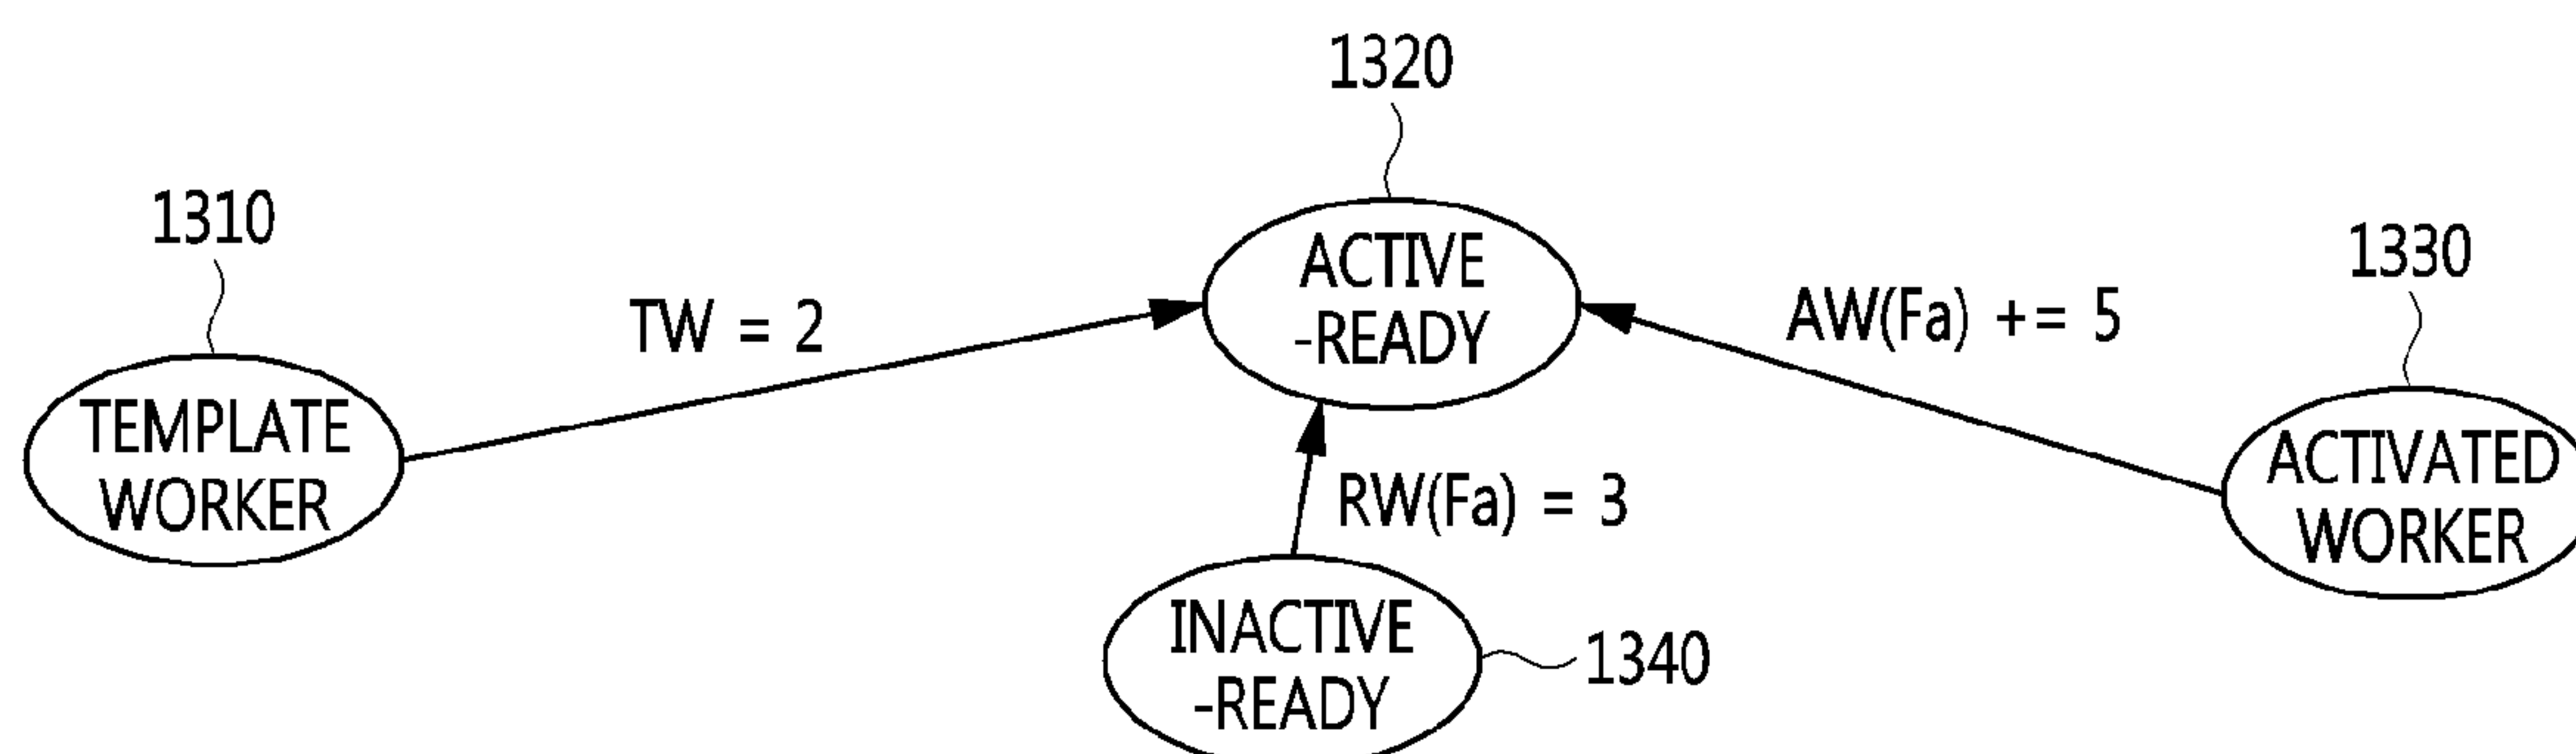 1320
1310
ACTIVE
-READY
1330
TW = 2
AW(Fa) += 5
TEMPLATE
WORKER
RW(Fa) = 3
ACTIVATED
WORKER
INACTIVE
-READY
1340